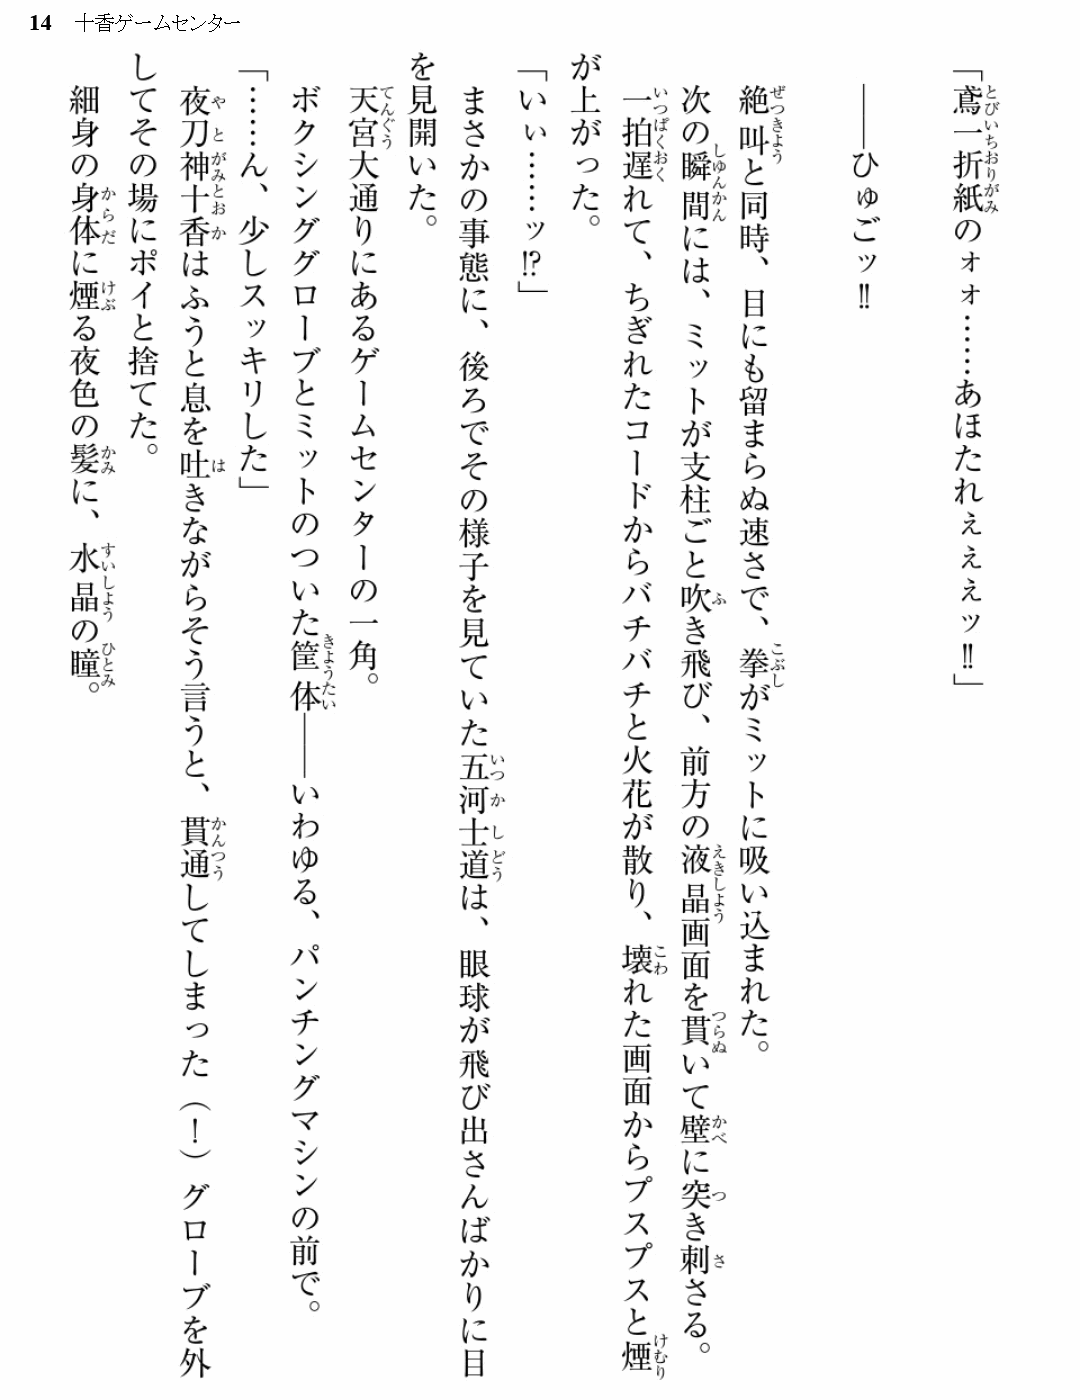 14 十香ゲームセンター
「鳶一折紙のォォ……あほたれぇぇぇッ‼」
――ひゅごッ‼
絶叫と同時、目にも留まらぬ速さで、拳がミットに吸い込まれた。
次の瞬間には、ミットが支柱ごと吹き飛び、前方の液晶画面を貫いて壁に突き刺さる。
一拍遅れて、ちぎれたコードからバチバチと火花が散り、壊れた画面からプスプスと煙
が上がった。
「いぃ……ッ⁉」
まさかの事態に、後ろでその様子を見ていた五河士道は、眼球が飛び出さんばかりに目
を見開いた。
天宮大通りにあるゲームセンターの一角。
ボクシンググローブとミットのついた筐体――いわゆる、パンチングマシンの前で。
「……ん、少しスッキリした」
夜刀神十香はふうと息を吐きながらそう言うと、貫通してしまった（！）グローブを外
してその場にポイと捨てた。
細身の身体に煙る夜色の髪に、水晶の瞳。